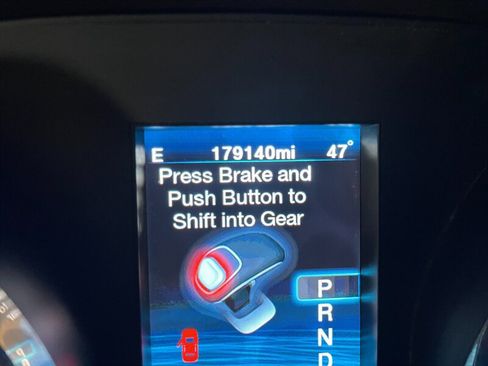 E 179140mi 47°
Press Brake and
Push Button to
Shift into Gear
P
R
N
D